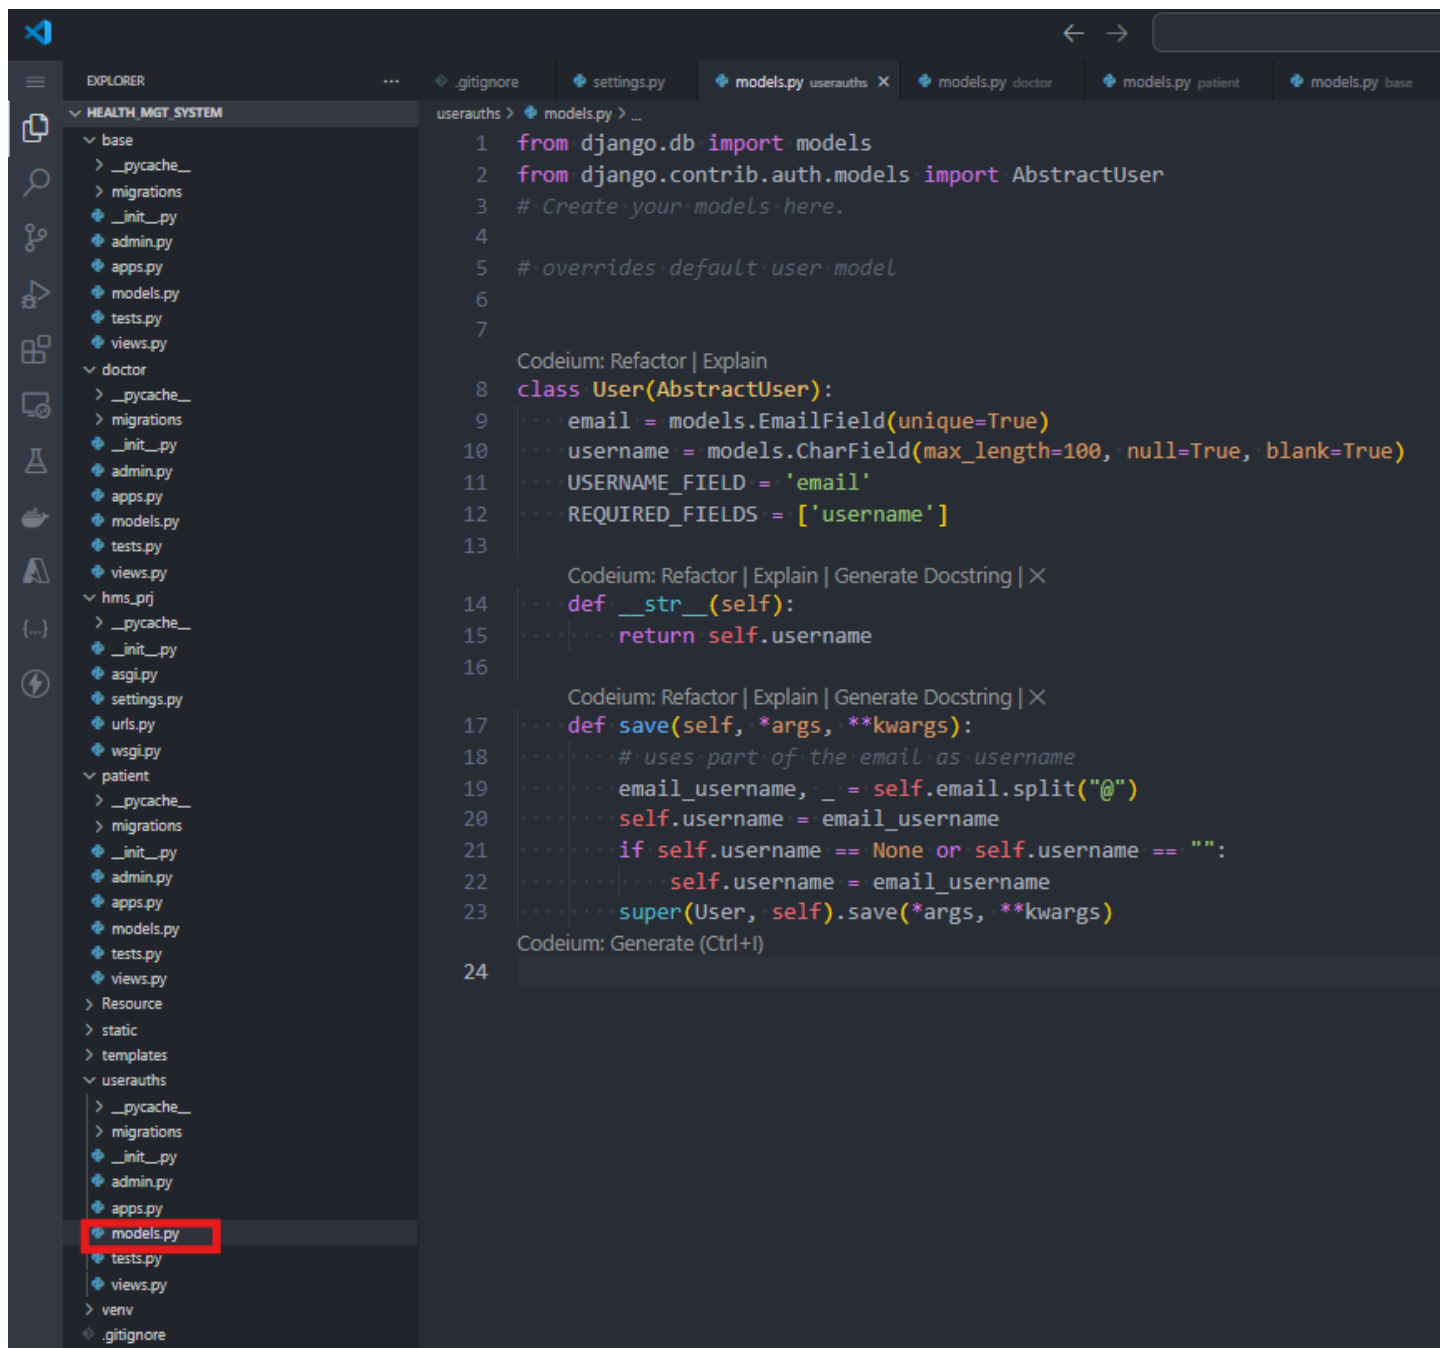 EXPLORER
...
.gitignore
settings.py
models.py userauths
models.py doctor
models.py patient
models.py base
HEALTH_MGT_SYSTEM
base
__pycache__
migrations
__init__.py
admin.py
apps.py
models.py
tests.py
views.py
doctor
__pycache__
migrations
__init__.py
admin.py
apps.py
models.py
tests.py
views.py
hms_prj
__pycache__
__init__.py
asgi.py
settings.py
urls.py
wsgi.py
patient
__pycache__
migrations
__init__.py
admin.py
apps.py
models.py
tests.py
views.py
Resource
static
templates
userauths
__pycache__
migrations
__init__.py
admin.py
apps.py
models.py
tests.py
views.py
venv
.gitignore
userauths > models.py > ...
1 from django.db import models
2 from django.contrib.auth.models import AbstractUser
3 # Create your models here.
4
5 # overrides default user model
6
7
Codeium: Refactor | Explain
8 class User(AbstractUser):
9 email = models.EmailField(unique=True)
10 username = models.CharField(max_length=100, null=True, blank=True)
11 USERNAME_FIELD = 'email'
12 REQUIRED_FIELDS = ['username']
13
Codeium: Refactor | Explain | Generate Docstring | ×
14 def __str__(self):
15 return self.username
16
Codeium: Refactor | Explain | Generate Docstring | ×
17 def save(self, *args, **kwargs):
18 # uses part of the email as username
19 email_username, _ = self.email.split("@")
20 self.username = email_username
21 if self.username == None or self.username == "":
22 self.username = email_username
23 super(User, self).save(*args, **kwargs)
Codeium: Generate (Ctrl+I)
24